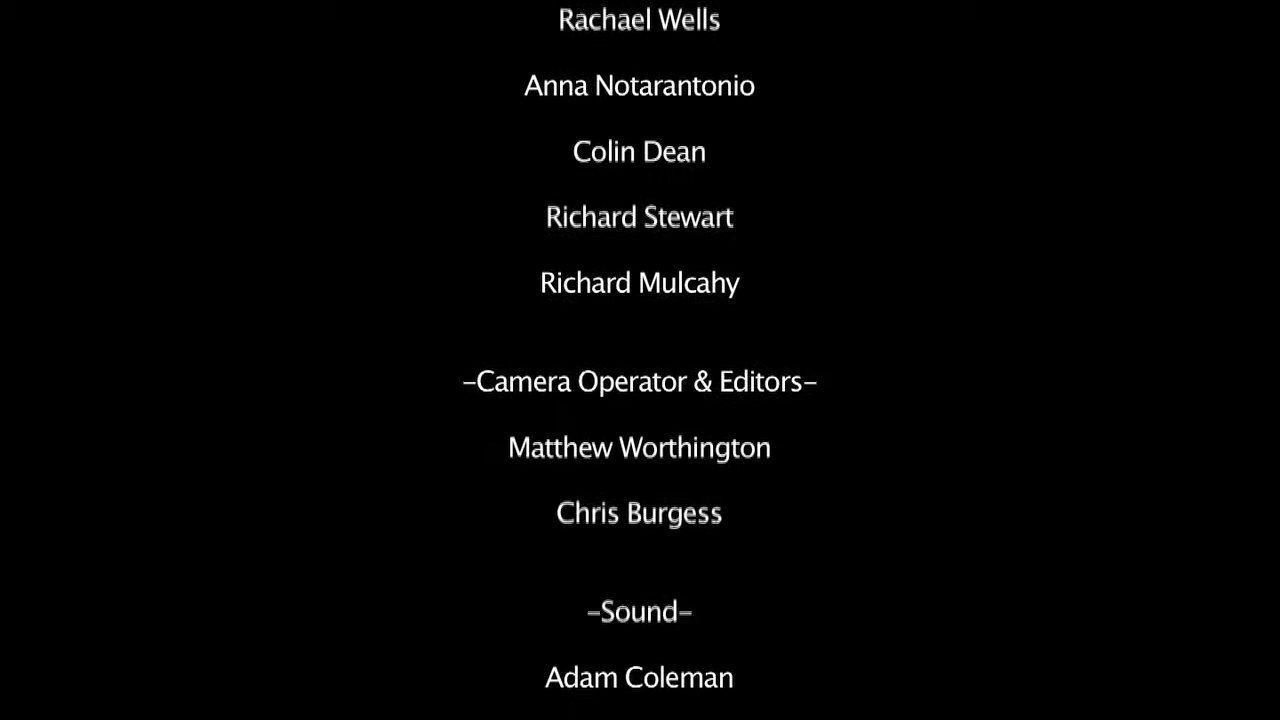 Rachael Wells
Anna Notarantonio
Colin Dean
Richard Stewart
Richard Mulcahy
-Camera Operator & Editors-
Matthew Worthington
Chris Burgess
-Sound-
Adam Coleman